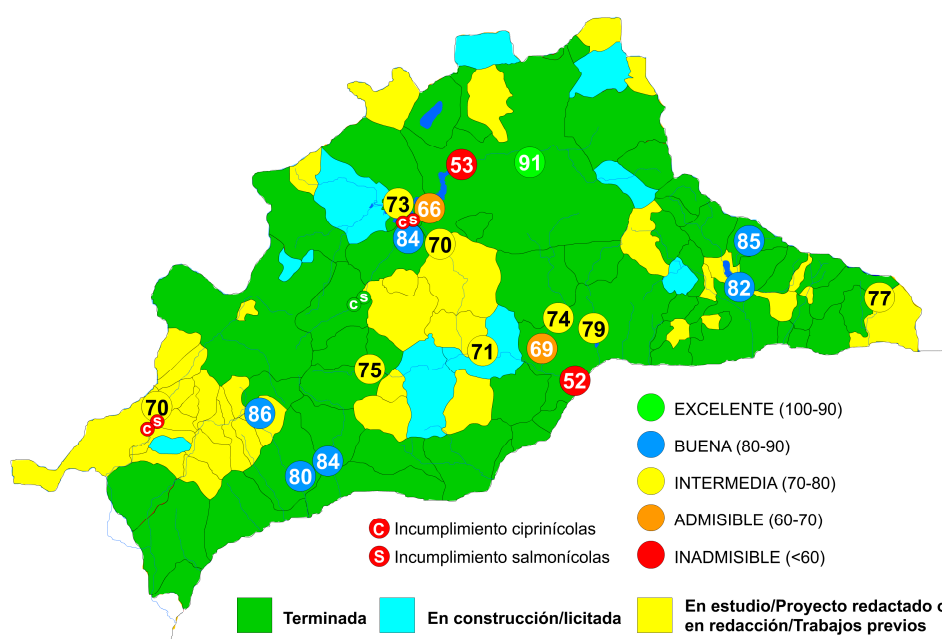 53
91
73
66
C S
84
70
85
82
77
C S
74
79
69
71
75
52
70
C S
86
84
80
EXCELENTE (100-90)
BUENA (80-90)
INTERMEDIA (70-80)
ADMISIBLE (60-70)
INADMISIBLE (<60)
C Incumplimiento ciprinícolas
S Incumplimiento salmonícolas
Terminada
En construcción/licitada
En estudio/Proyecto redactado o
en redacción/Trabajos previos